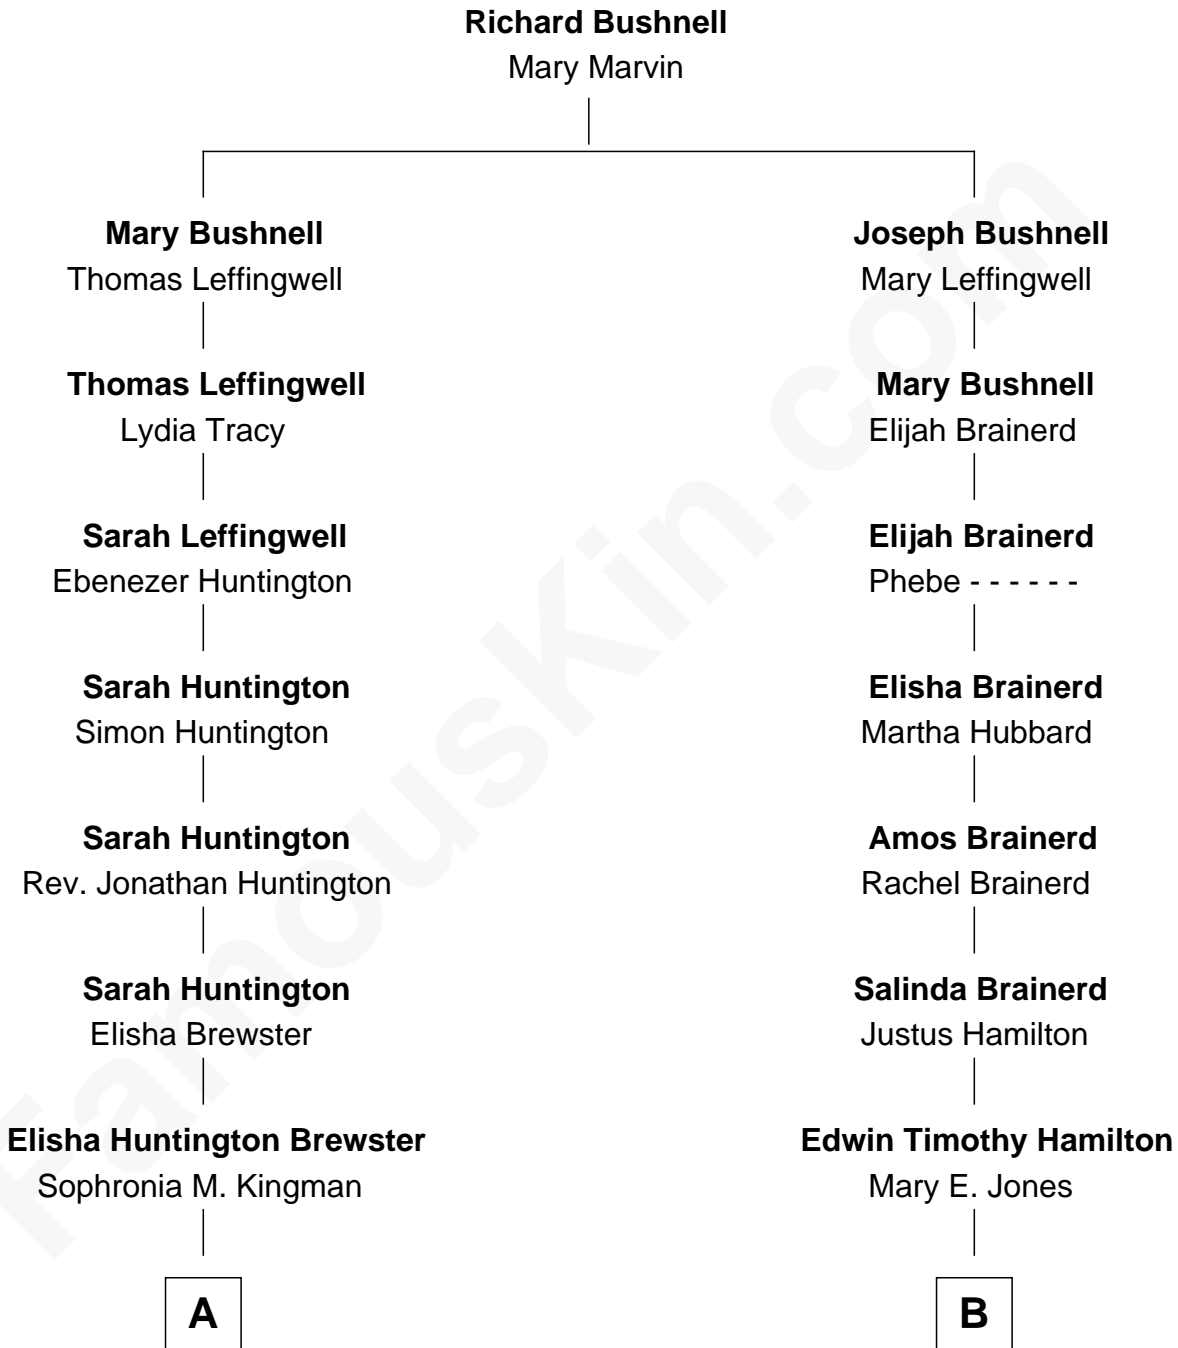 Richard Bushnell
Mary Marvin
Mary Bushnell
Thomas Leffingwell
Joseph Bushnell
Mary Leffingwell
Thomas Leffingwell
Lydia Tracy
Mary Bushnell
Elijah Brainerd
Sarah Leffingwell
Ebenezer Huntington
Elijah Brainerd
Phebe - - - - - -
Sarah Huntington
Simon Huntington
Elisha Brainerd
Martha Hubbard
Sarah Huntington
Rev. Jonathan Huntington
Amos Brainerd
Rachel Brainerd
Sarah Huntington
Elisha Brewster
Salinda Brainerd
Justus Hamilton
Elisha Huntington Brewster
Sophronia M. Kingman
Edwin Timothy Hamilton
Mary E. Jones
A
B
FamousKin.com